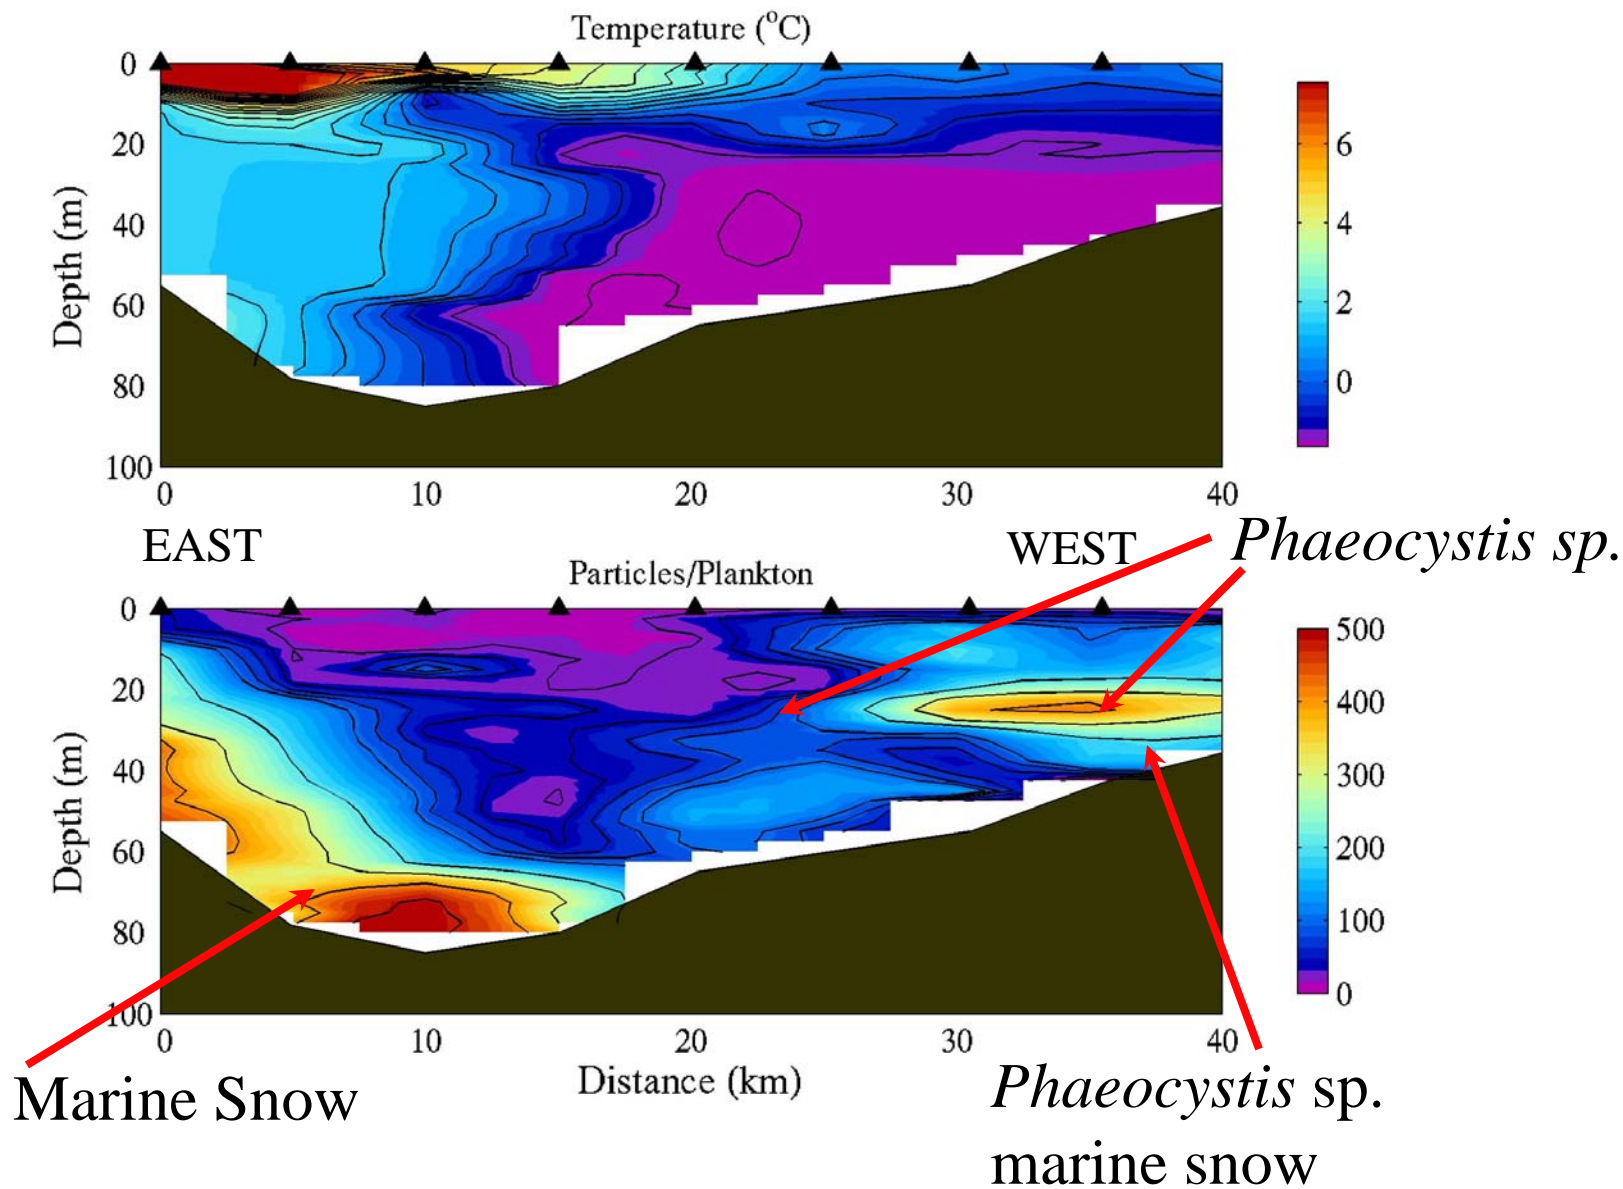 Temperature (°C)
Depth (m)
0
20
40
60
80
100
0 10 20 30 40
6
4
2
0
EAST
WEST
Phaeocystis sp.
Particles/Plankton
Depth (m)
0
20
40
60
80
100
0 10 20 30 40
Distance (km)
500
400
300
200
100
0
Marine Snow
Phaeocystis sp.
marine snow